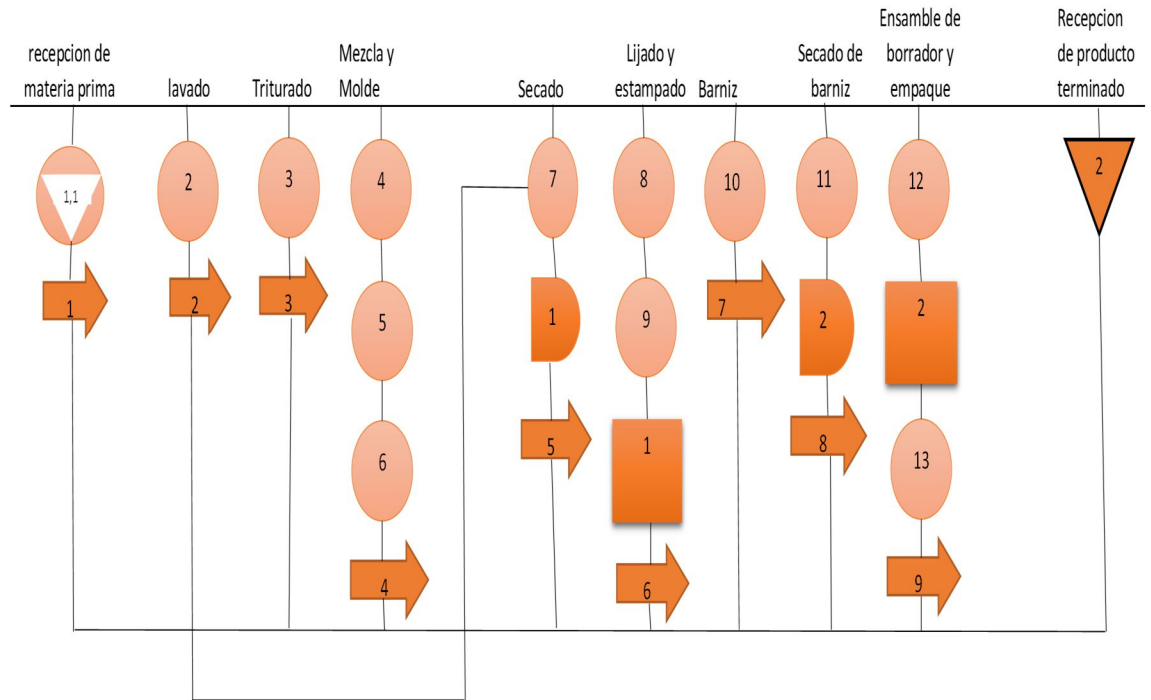 recepcion de
materia prima
lavado
Triturado
Mezcla y
Molde
Secado
Lijado y
estampado
Barniz
Secado de
barniz
Ensamble de
borrador y
empaque
Recepcion
de producto
terminado
1,1
2
3
4
7
8
10
11
12
2
1
2
3
5
1
9
7
2
2
6
5
1
8
13
4
6
9